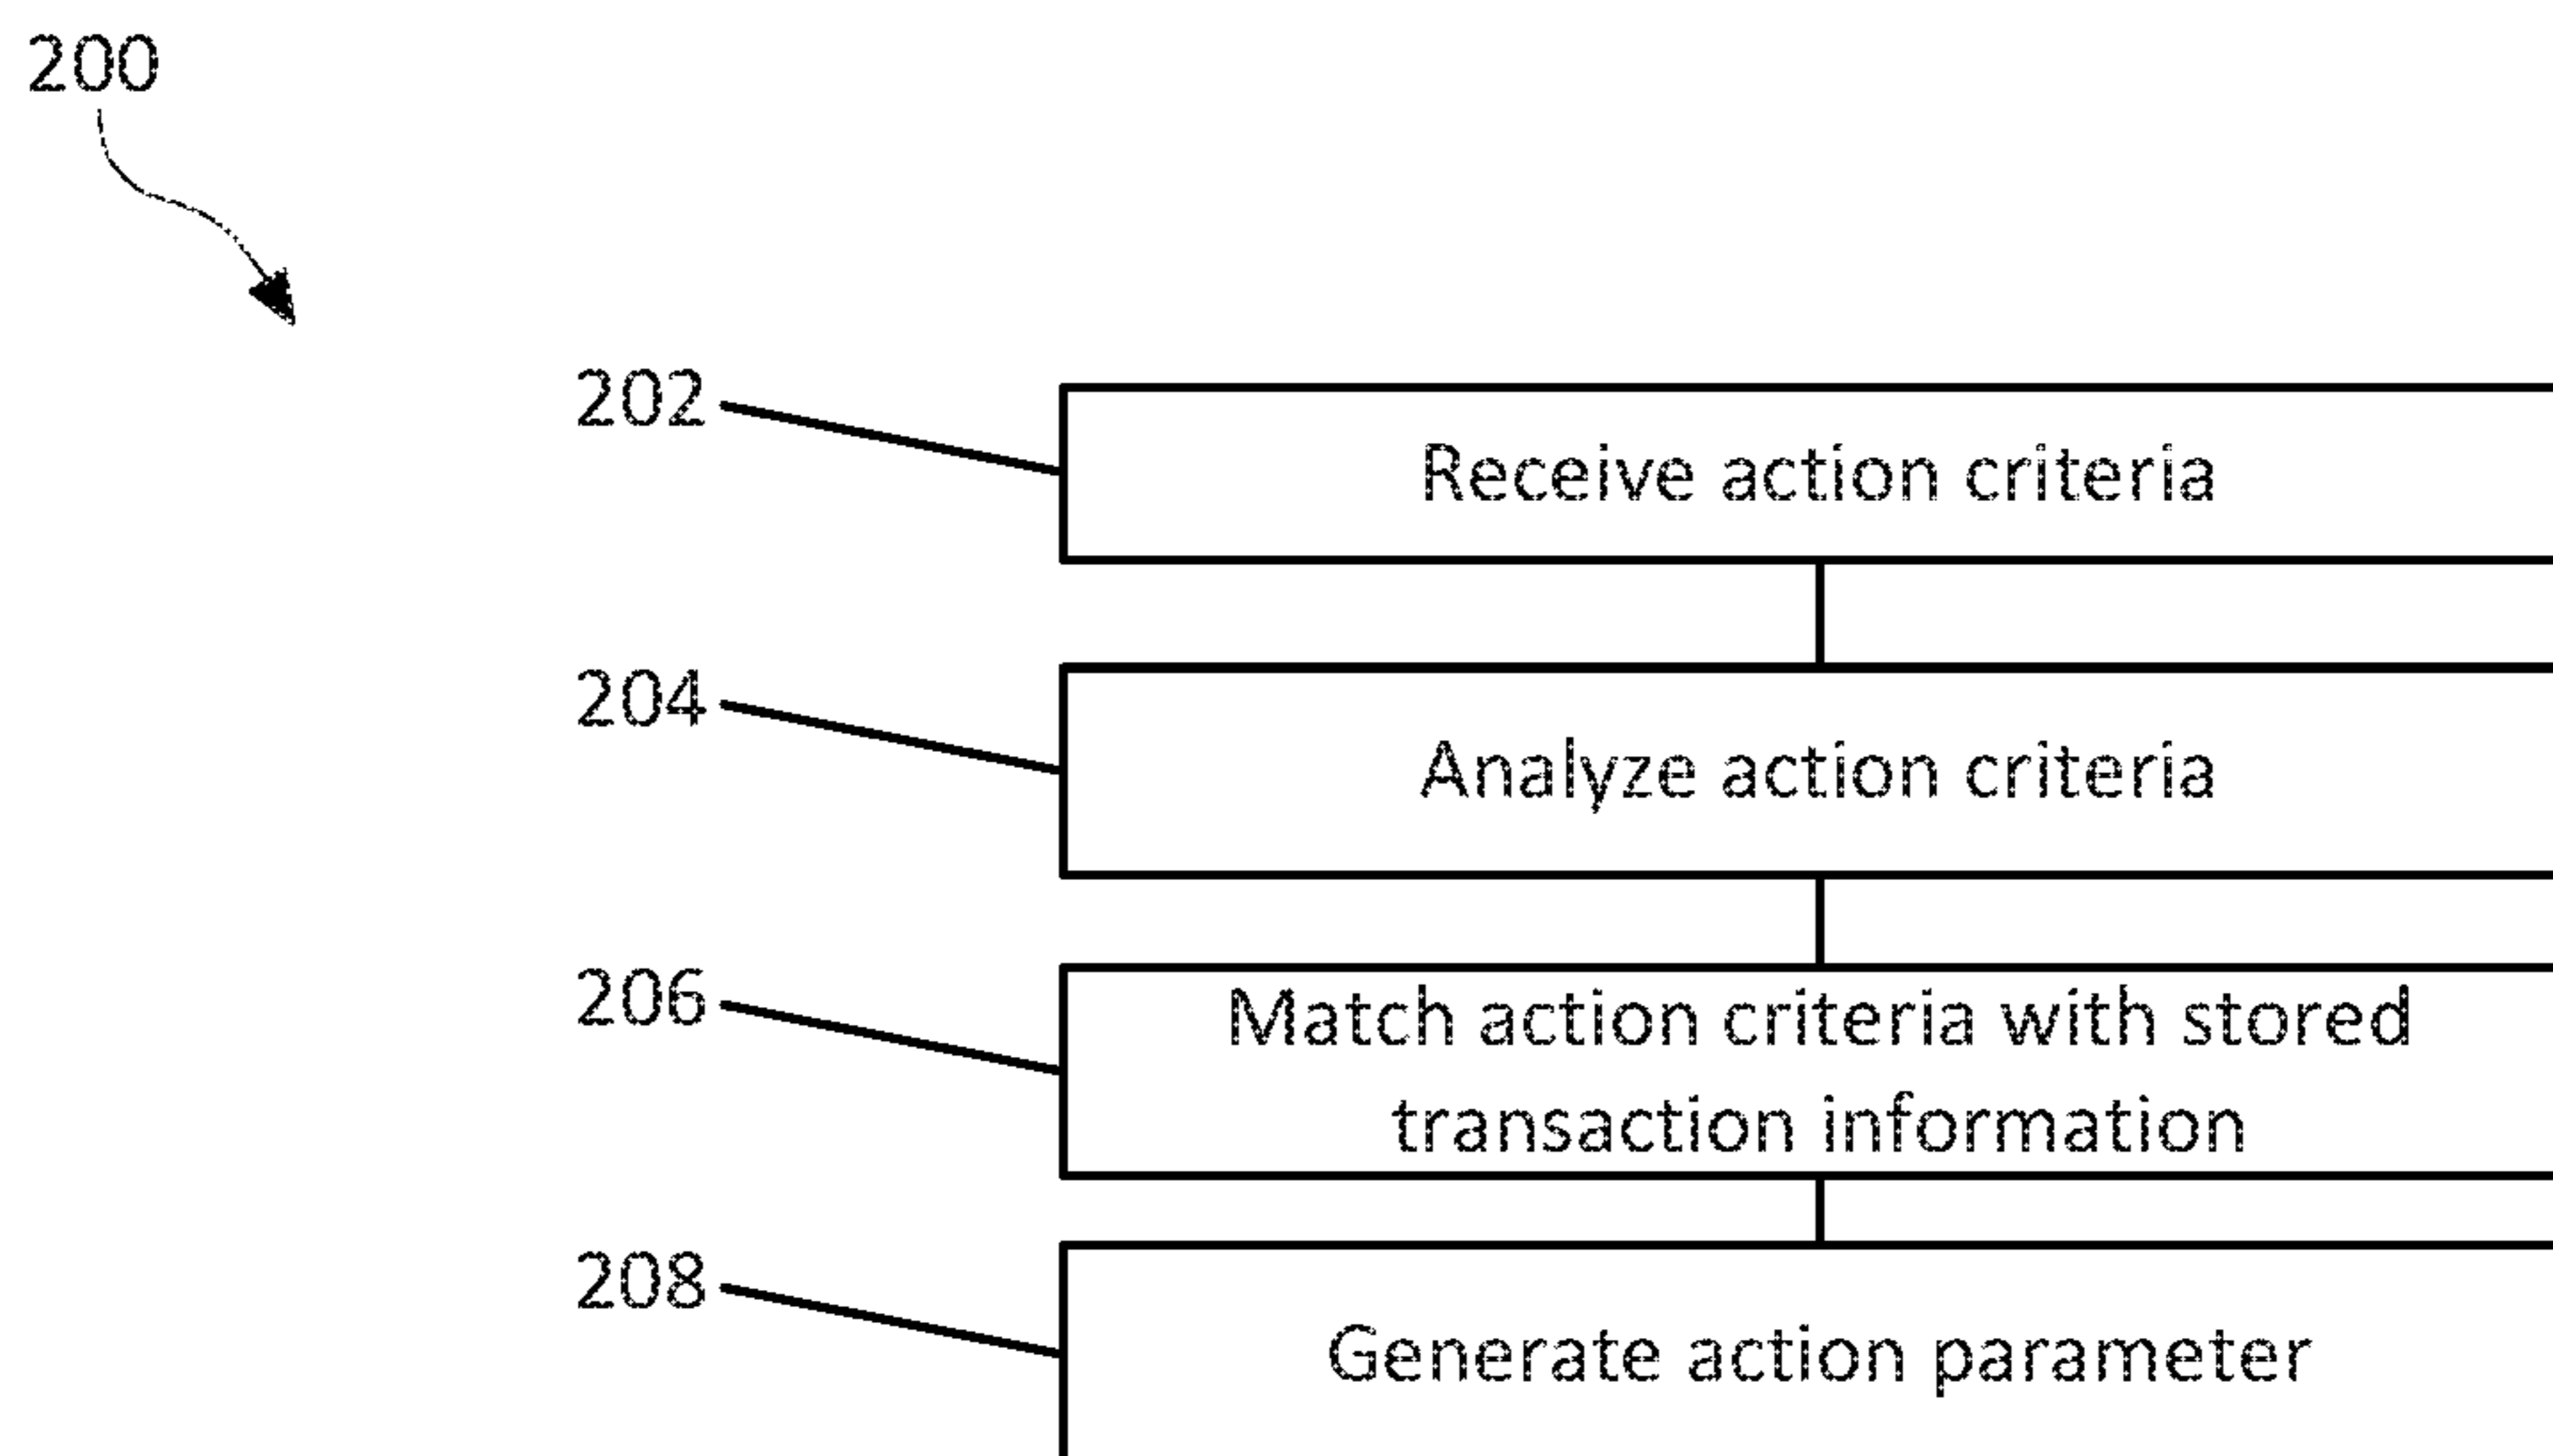 200
202
Receive action criteria
204
Analyze action criteria
206
Match action criteria with stored
transaction information
208
Generate action parameter